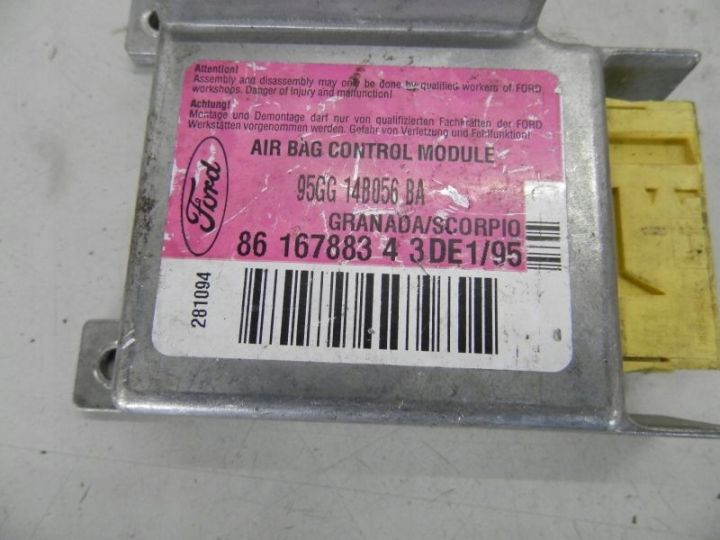 Attention!
Assembly and disassembly may only be done by qualified workers of FORD
workshops. Danger of injury and malfunction!
Achtung!
Montage und Demontage darf nur von qualifizierten Fachkräften der FORD
Werkstätten vorgenommen werden. Gefahr von Verletzung und Fehlfunktion!
Ford
AIR BAG CONTROL MODULE
95GG 14B056 BA
GRANADA/SCORPIO
86 167883 4 3DE1/95
281094